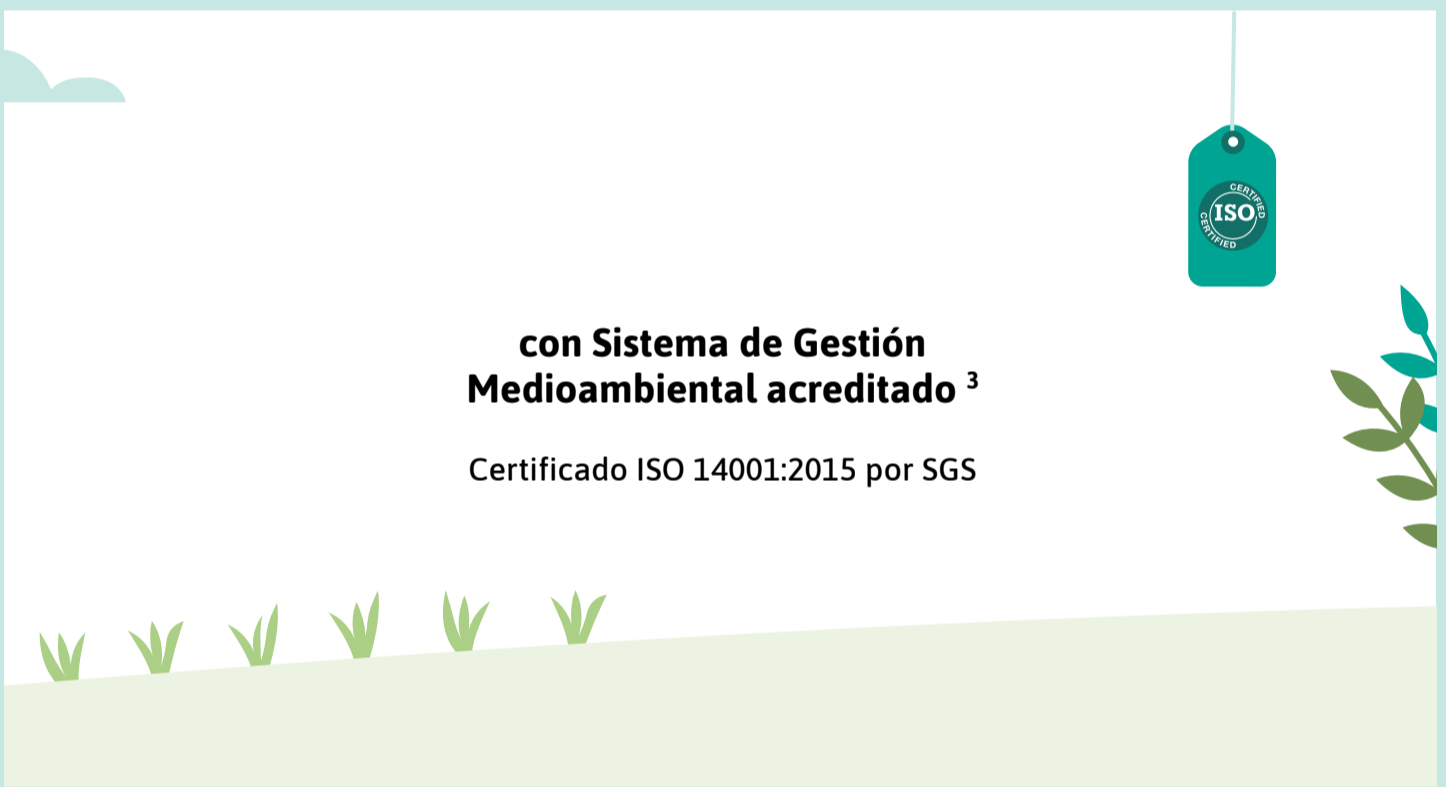 CERTIFIED
ISO
CERTIFIED
con Sistema de Gestión
Medioambiental acreditado ³
Certificado ISO 14001:2015 por SGS